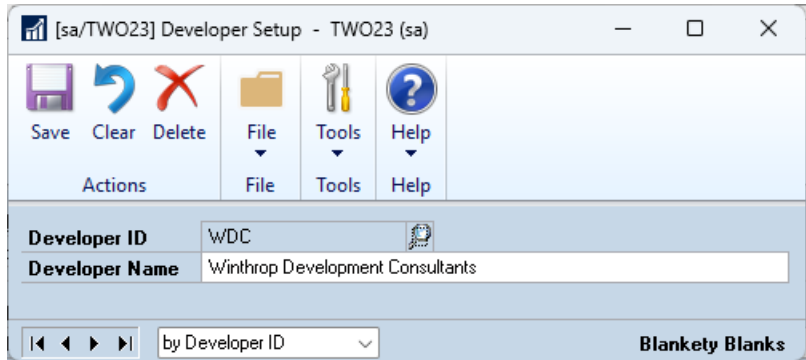 [sa/TWO23] Developer Setup - TWO23 (sa)
Save Clear Delete File Tools Help
Actions File Tools Help
Developer ID WDC
Developer Name Winthrop Development Consultants
by Developer ID Blankety Blanks